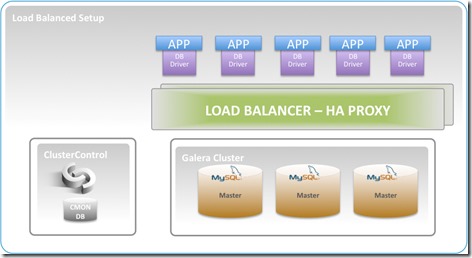 Load Balanced Setup
APP APP APP APP APP
DB Driver DB Driver DB Driver DB Driver DB Driver
LOAD BALANCER – HA PROXY
ClusterControl
CMON DB
Galera Cluster
MySQL MySQL MySQL
Master Master Master